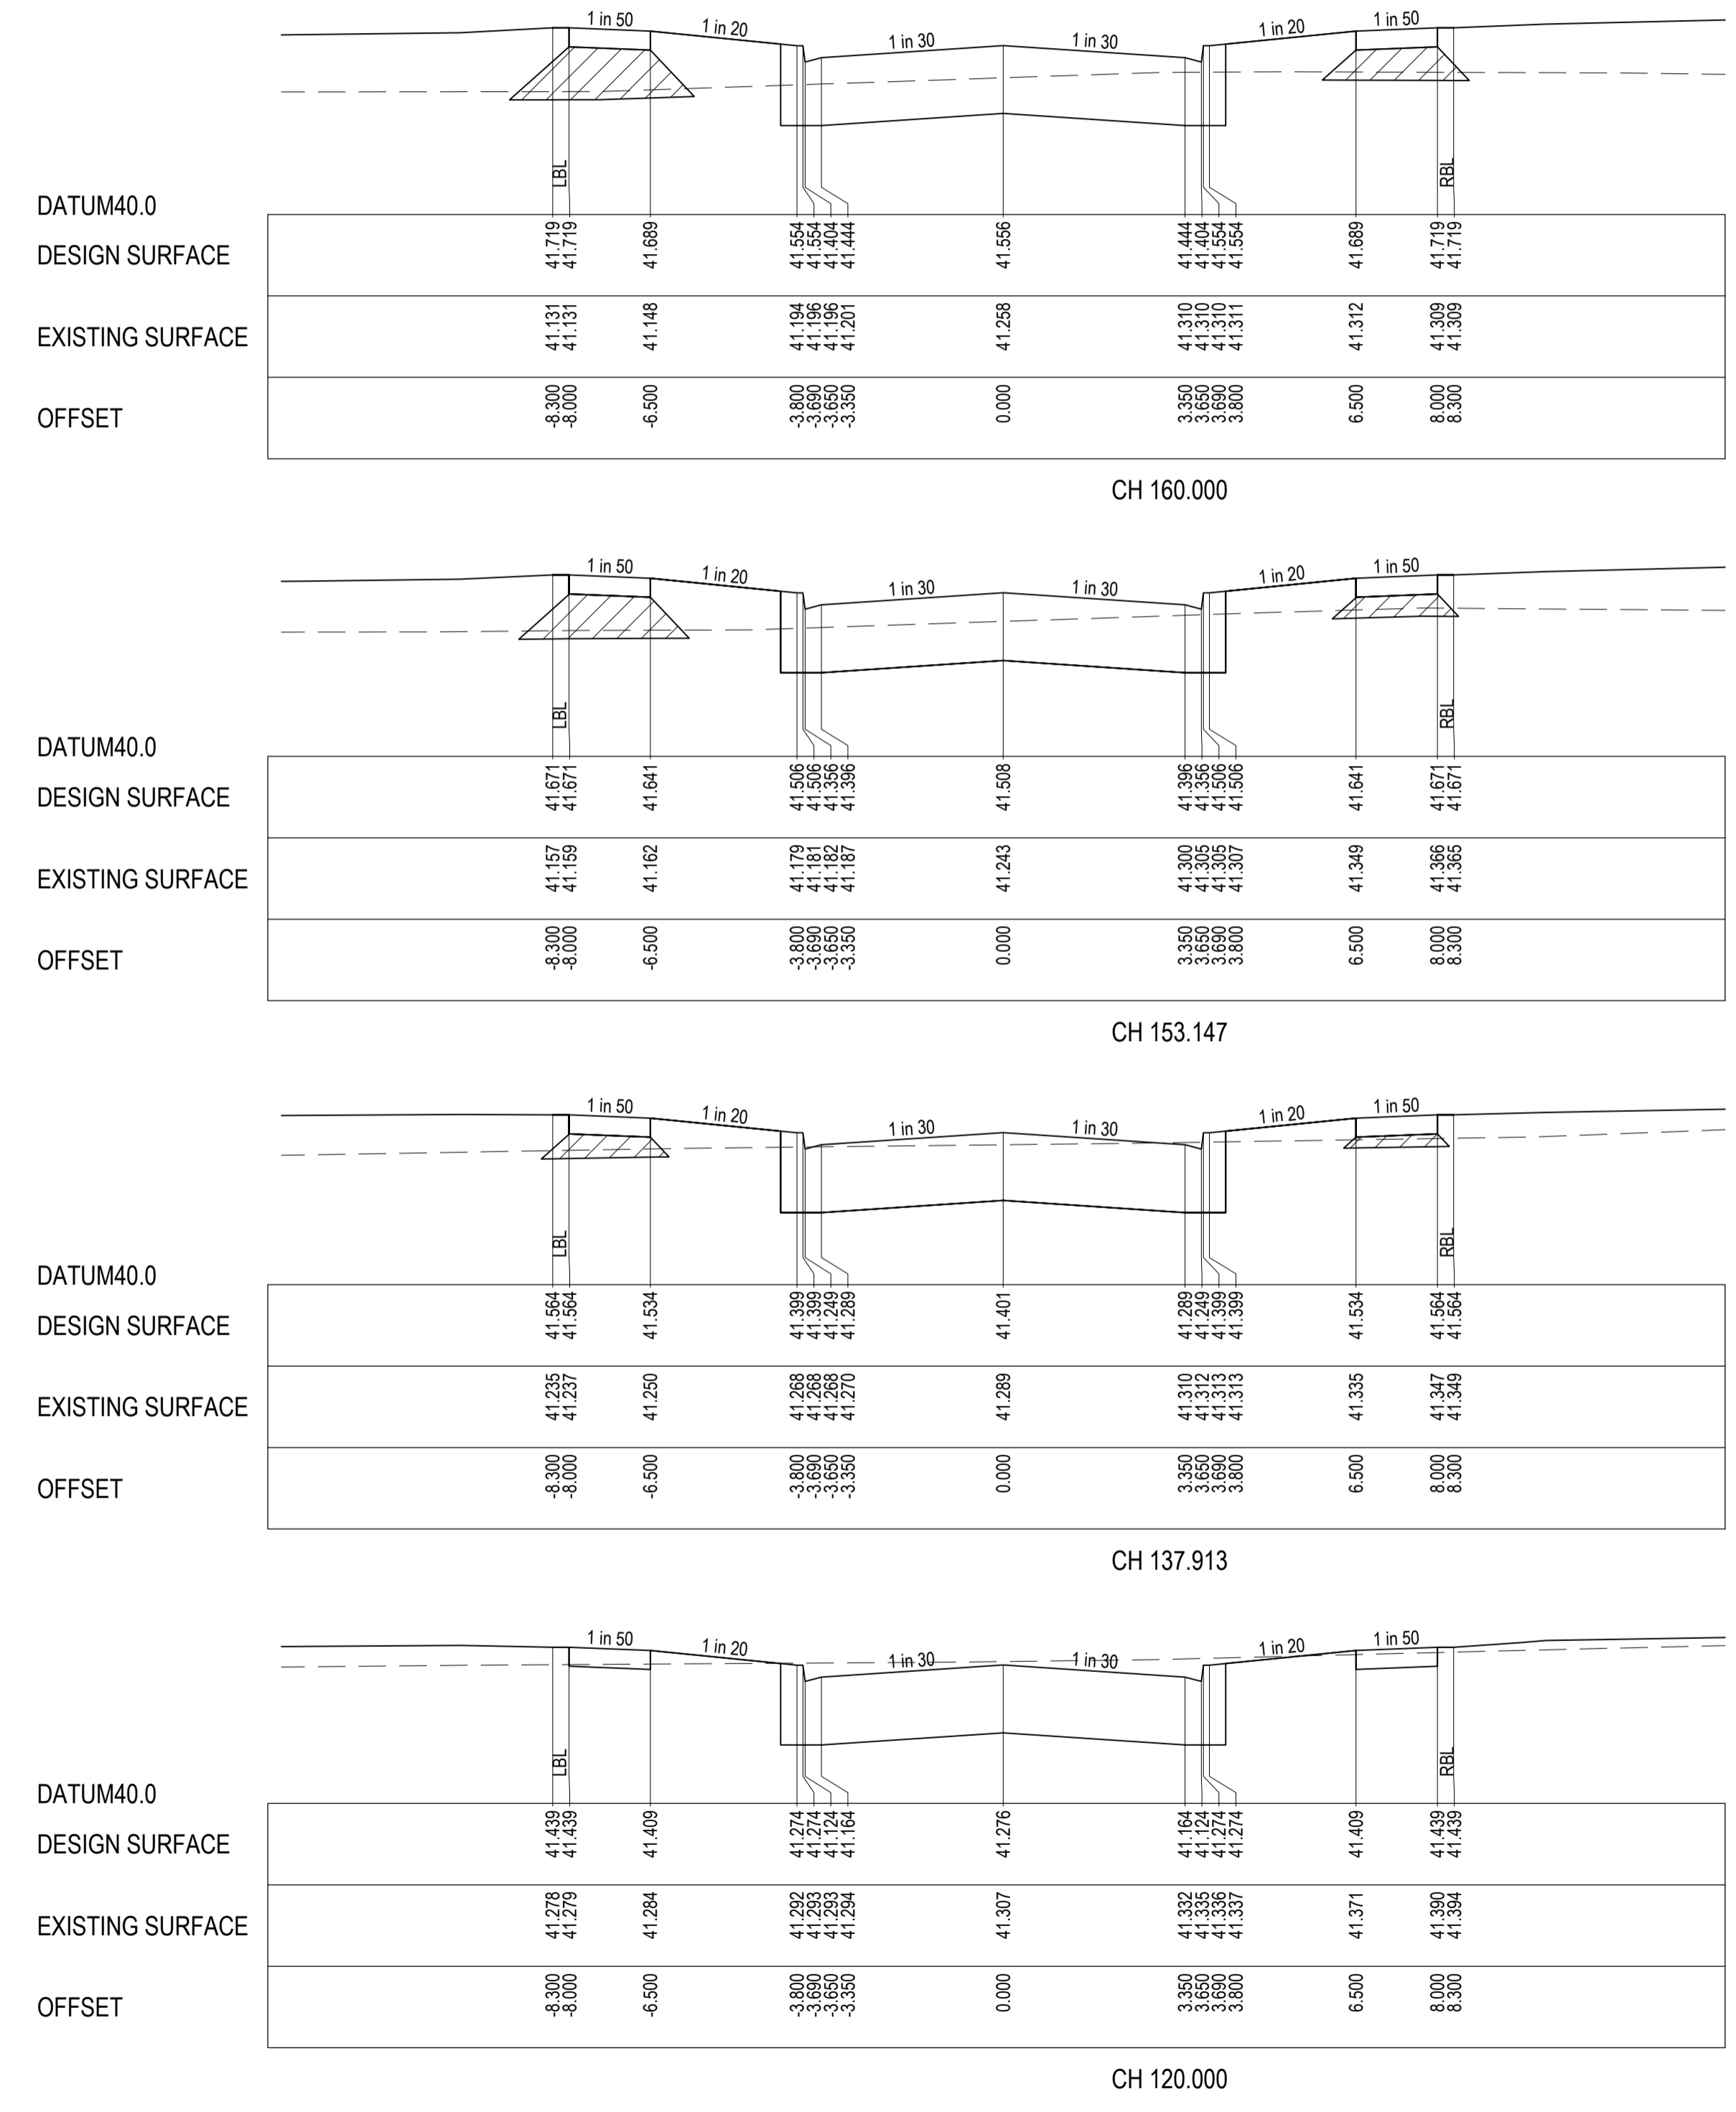 1 in 50 1 in 20 1 in 30 1 in 30 1 in 20 1 in 50
LBL RBL
DATUM40.0
DESIGN SURFACE 41.719 41.719 41.689 41.554 41.554 41.404 41.444 41.556 41.444 41.404 41.554 41.554 41.689 41.719 41.719
EXISTING SURFACE 41.131 41.131 41.148 41.194 41.196 41.196 41.201 41.258 41.310 41.310 41.310 41.311 41.312 41.309 41.309
OFFSET -8.300 -8.000 -6.500 -3.800 -3.690 -3.650 -3.350 0.000 3.350 3.650 3.690 3.800 6.500 8.000 8.300
CH 160.000
1 in 50 1 in 20 1 in 30 1 in 30 1 in 20 1 in 50
LBL RBL
DATUM40.0
DESIGN SURFACE 41.671 41.671 41.641 41.506 41.506 41.356 41.396 41.508 41.396 41.356 41.506 41.506 41.641 41.671 41.671
EXISTING SURFACE 41.157 41.159 41.162 41.179 41.181 41.182 41.187 41.243 41.300 41.305 41.305 41.307 41.349 41.366 41.365
OFFSET -8.300 -8.000 -6.500 -3.800 -3.690 -3.650 -3.350 0.000 3.350 3.650 3.690 3.800 6.500 8.000 8.300
CH 153.147
1 in 50 1 in 20 1 in 30 1 in 30 1 in 20 1 in 50
LBL RBL
DATUM40.0
DESIGN SURFACE 41.564 41.564 41.534 41.399 41.399 41.249 41.289 41.401 41.289 41.249 41.399 41.399 41.534 41.564 41.564
EXISTING SURFACE 41.235 41.237 41.250 41.268 41.268 41.268 41.270 41.289 41.310 41.312 41.313 41.313 41.335 41.347 41.349
OFFSET -8.300 -8.000 -6.500 -3.800 -3.690 -3.650 -3.350 0.000 3.350 3.650 3.690 3.800 6.500 8.000 8.300
CH 137.913
1 in 50 1 in 20 1 in 30 1 in 30 1 in 20 1 in 50
LBL RBL
DATUM40.0
DESIGN SURFACE 41.439 41.439 41.409 41.274 41.274 41.124 41.164 41.276 41.164 41.124 41.274 41.274 41.409 41.439 41.439
EXISTING SURFACE 41.278 41.279 41.284 41.292 41.293 41.293 41.294 41.307 41.332 41.335 41.336 41.337 41.371 41.390 41.394
OFFSET -8.300 -8.000 -6.500 -3.800 -3.690 -3.650 -3.350 0.000 3.350 3.650 3.690 3.800 6.500 8.000 8.300
CH 120.000